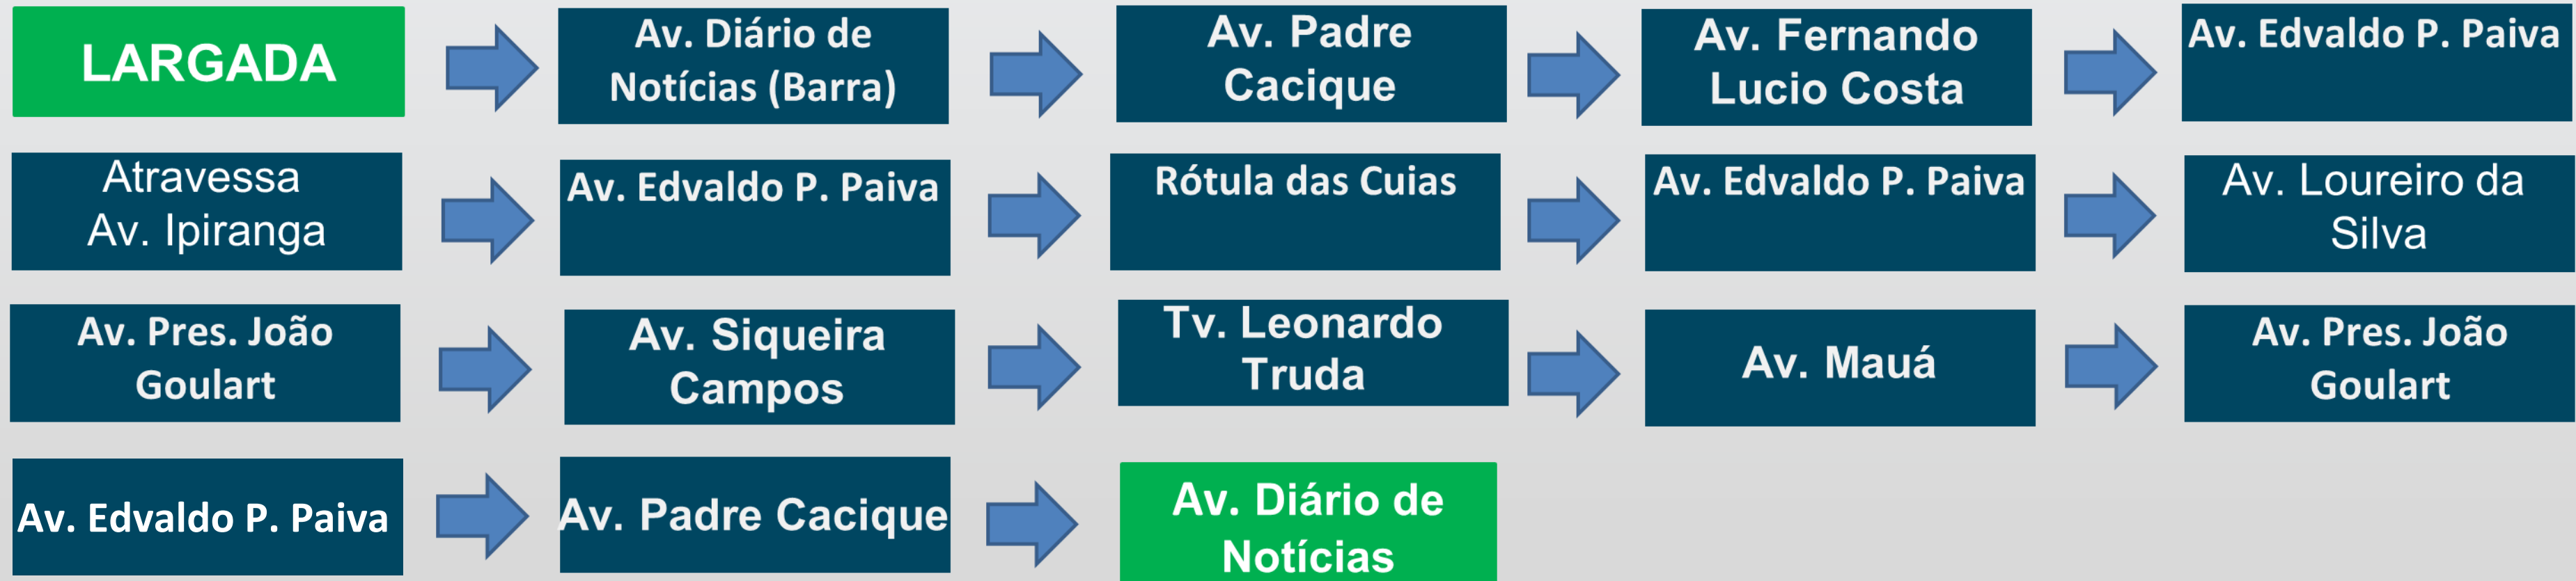 LARGADA
Av. Diário de
Notícias (Barra)
Av. Padre
Cacique
Av. Fernando
Lucio Costa
Av. Edvaldo P. Paiva
Atravessa
Av. Ipiranga
Av. Edvaldo P. Paiva
Rótula das Cuias
Av. Edvaldo P. Paiva
Av. Loureiro da
Silva
Av. Pres. João
Goulart
Av. Siqueira
Campos
Tv. Leonardo
Truda
Av. Mauá
Av. Pres. João
Goulart
Av. Edvaldo P. Paiva
Av. Padre Cacique
Av. Diário de
Notícias